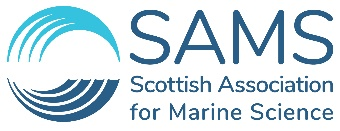 SAMS
Scottish Association
for Marine Science